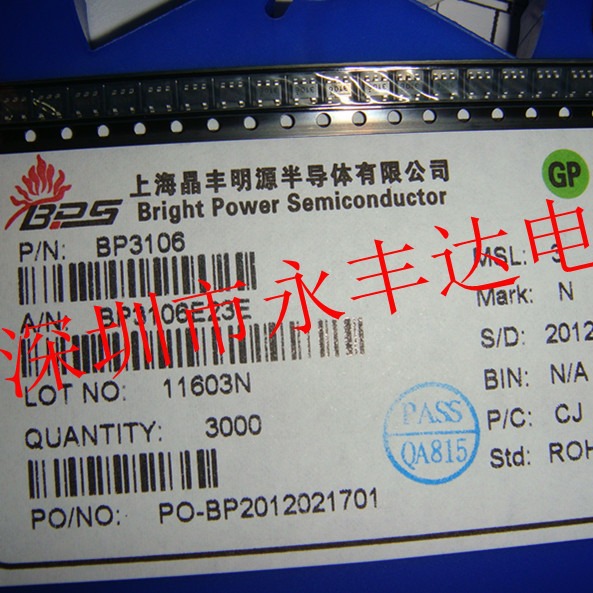 上海晶丰明源半导体有限公司
BPS
Bright Power Semiconductor
GP
P/N: BP3106
MSL: 3
A/N: BP3106E23E
Mark: N
LOT NO: 11603N
S/D: 2012
BIN: N/A
QUANTITY: 3000
P/C: CJ
Std: ROH
PASS
QA815
PO/NO: PO-BP2012021701
深圳市永丰达电